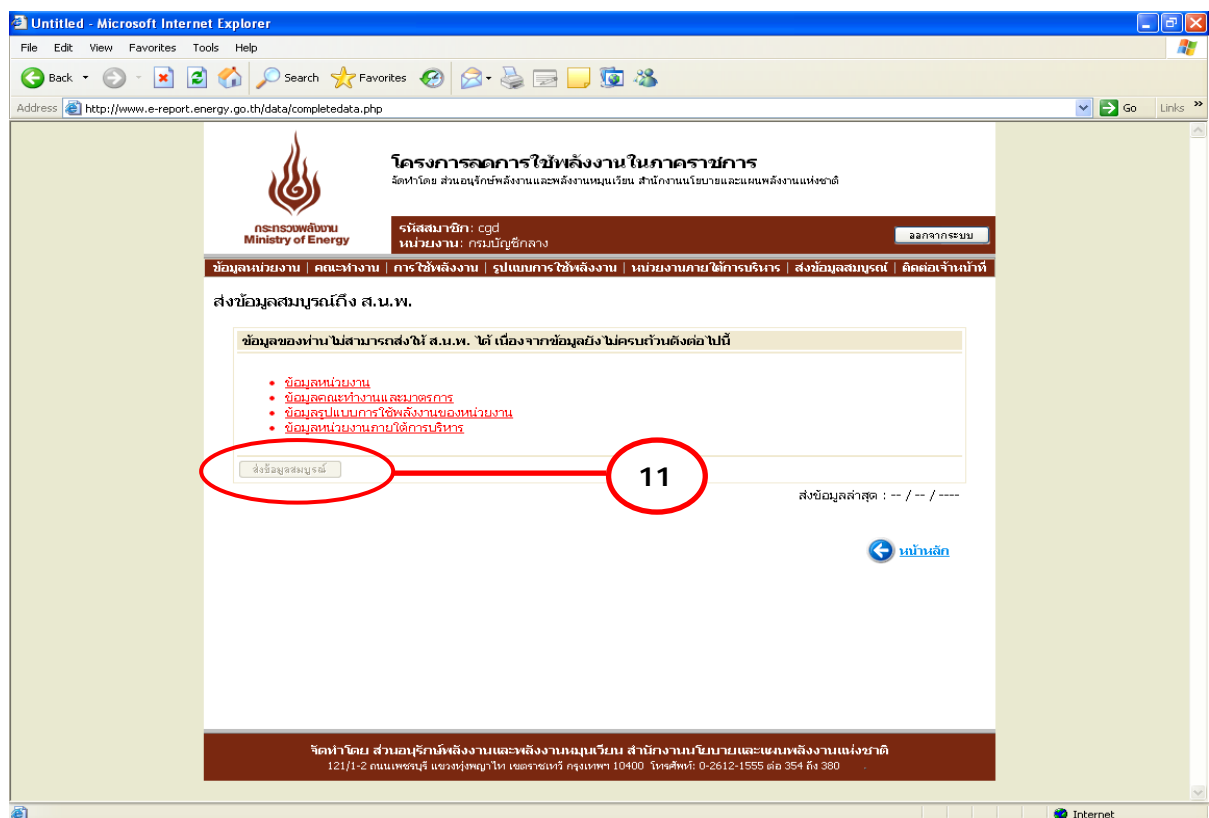 Untitled - Microsoft Internet Explorer
File Edit View Favorites Tools Help
Back Search Favorites
Address http://www.e-report.energy.go.th/data/completedata.php Go Links »
โครงการลดการใช้พลังงานในภาคราชการ
จัดทำโดย ส่วนอนุรักษ์พลังงานและพลังงานหมุนเวียน สำนักงานนโยบายและแผนพลังงานแห่งชาติ
กระทรวงพลังงาน
Ministry of Energy
รหัสสมาชิก: cgd
หน่วยงาน: กรมบัญชีกลาง
ออกจากระบบ
ข้อมูลหน่วยงาน | คณะทำงาน | การใช้พลังงาน | รูปแบบการใช้พลังงาน | หน่วยงานภายใต้การบริหาร | ส่งข้อมูลสมบูรณ์ | ติดต่อเจ้าหน้าที่
ส่งข้อมูลสมบูรณ์ถึง ส.น.พ.
ข้อมูลของท่านไม่สามารถส่งให้ ส.น.พ. ได้ เนื่องจากข้อมูลยังไม่ครบถ้วนดังต่อไปนี้
• ข้อมูลหน่วยงาน
• ข้อมูลคณะทำงานและมาตรการ
• ข้อมูลรูปแบบการใช้พลังงานของหน่วยงาน
• ข้อมูลหน่วยงานภายใต้การบริหาร
ส่งข้อมูลสมบูรณ์
11
ส่งข้อมูลล่าสุด : -- / -- / ----
หน้าหลัก
จัดทำโดย ส่วนอนุรักษ์พลังงานและพลังงานหมุนเวียน สำนักงานนโยบายและแผนพลังงานแห่งชาติ
121/1-2 ถนนเพชรบุรี แขวงทุ่งพญาไท เขตราชเทวี กรุงเทพฯ 10400 โทรศัพท์: 0-2612-1555 ต่อ 354 ถึง 380
Internet